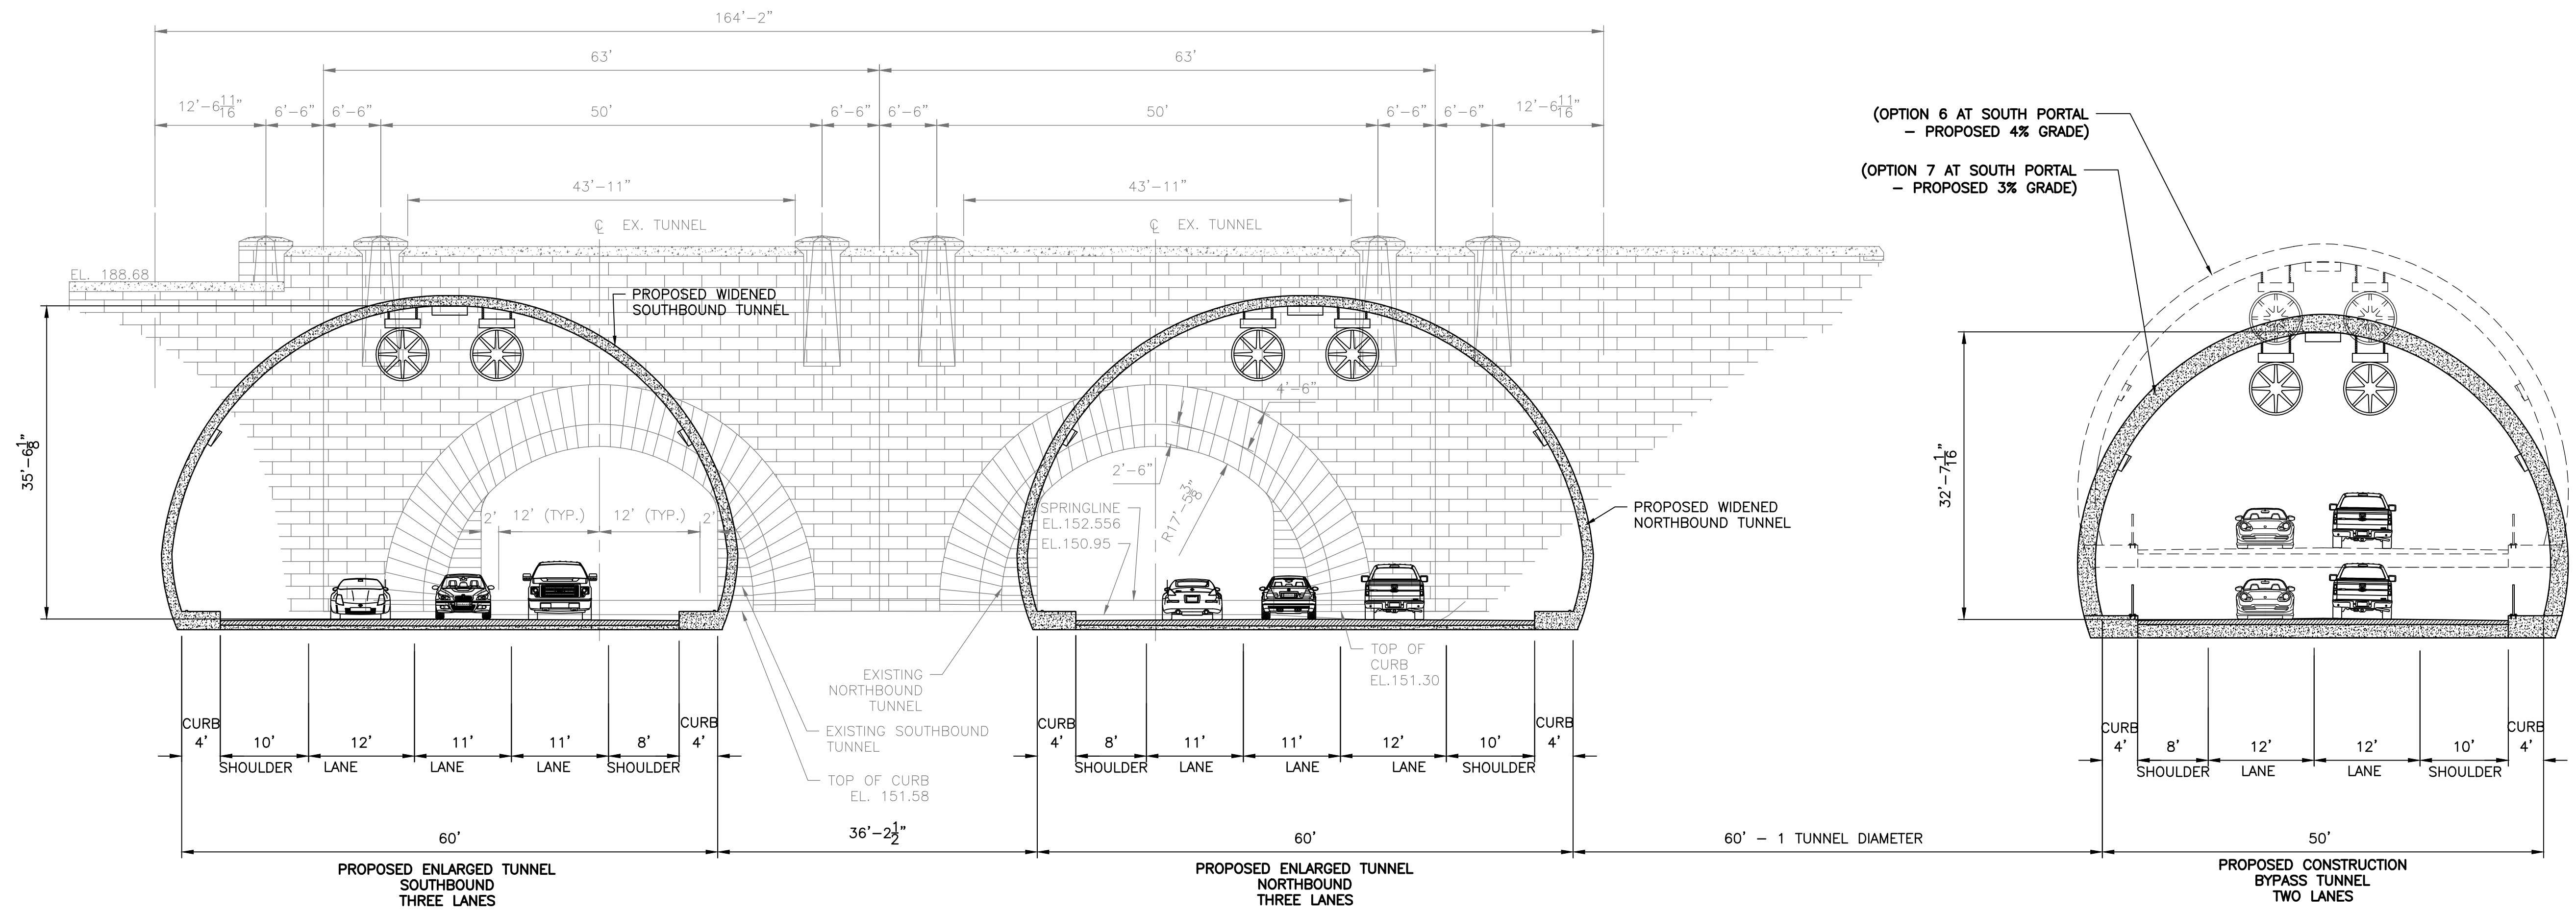 164'-2"
63'
63'
12'-6 11/16"
6'-6"
6'-6"
50'
6'-6"
6'-6"
50'
6'-6"
6'-6"
12'-6 11/16"
43'-11"
43'-11"
℄ EX. TUNNEL
℄ EX. TUNNEL
EL. 188.68
PROPOSED WIDENED
SOUTHBOUND TUNNEL
35'-6 1/8"
2'
12' (TYP.)
12' (TYP.)
2'
4'-6"
2'-6"
R17'-5 3/8"
SPRINGLINE
EL.152.556
EL.150.95
PROPOSED WIDENED
NORTHBOUND TUNNEL
EXISTING
NORTHBOUND
TUNNEL
EXISTING SOUTHBOUND
TUNNEL
TOP OF CURB
EL. 151.58
TOP OF
CURB
EL.151.30
(OPTION 6 AT SOUTH PORTAL
- PROPOSED 4% GRADE)
(OPTION 7 AT SOUTH PORTAL
- PROPOSED 3% GRADE)
32'-7 1/16"
CURB
4'
10'
SHOULDER
12'
LANE
11'
LANE
11'
LANE
8'
SHOULDER
CURB
4'
CURB
4'
8'
SHOULDER
11'
LANE
11'
LANE
12'
LANE
10'
SHOULDER
CURB
4'
CURB
4'
8'
SHOULDER
12'
LANE
12'
LANE
10'
SHOULDER
CURB
4'
60'
36'-2 1/2"
60'
60' - 1 TUNNEL DIAMETER
50'
PROPOSED ENLARGED TUNNEL
SOUTHBOUND
THREE LANES
PROPOSED ENLARGED TUNNEL
NORTHBOUND
THREE LANES
PROPOSED CONSTRUCTION
BYPASS TUNNEL
TWO LANES